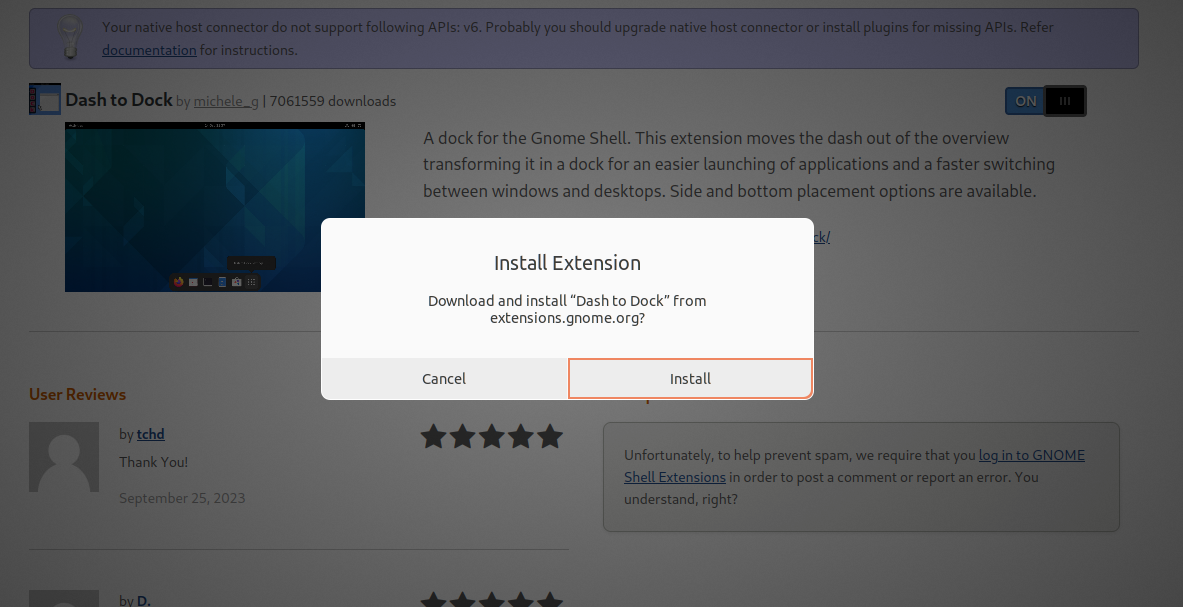 Your native host connector do not support following APIs: v6. Probably you should upgrade native host connector or install plugins for missing APIs. Refer
documentation for instructions.
Dash to Dock by michele_g | 7061559 downloads
ON
A dock for the Gnome Shell. This extension moves the dash out of the overview
transforming it in a dock for an easier launching of applications and a faster switching
between windows and desktops. Side and bottom placement options are available.
ck/
Install Extension
Download and install “Dash to Dock” from
extensions.gnome.org?
Cancel
Install
User Reviews
by tchd
Thank You!
September 25, 2023
Unfortunately, to help prevent spam, we require that you log in to GNOME
Shell Extensions in order to post a comment or report an error. You
understand, right?
by D.